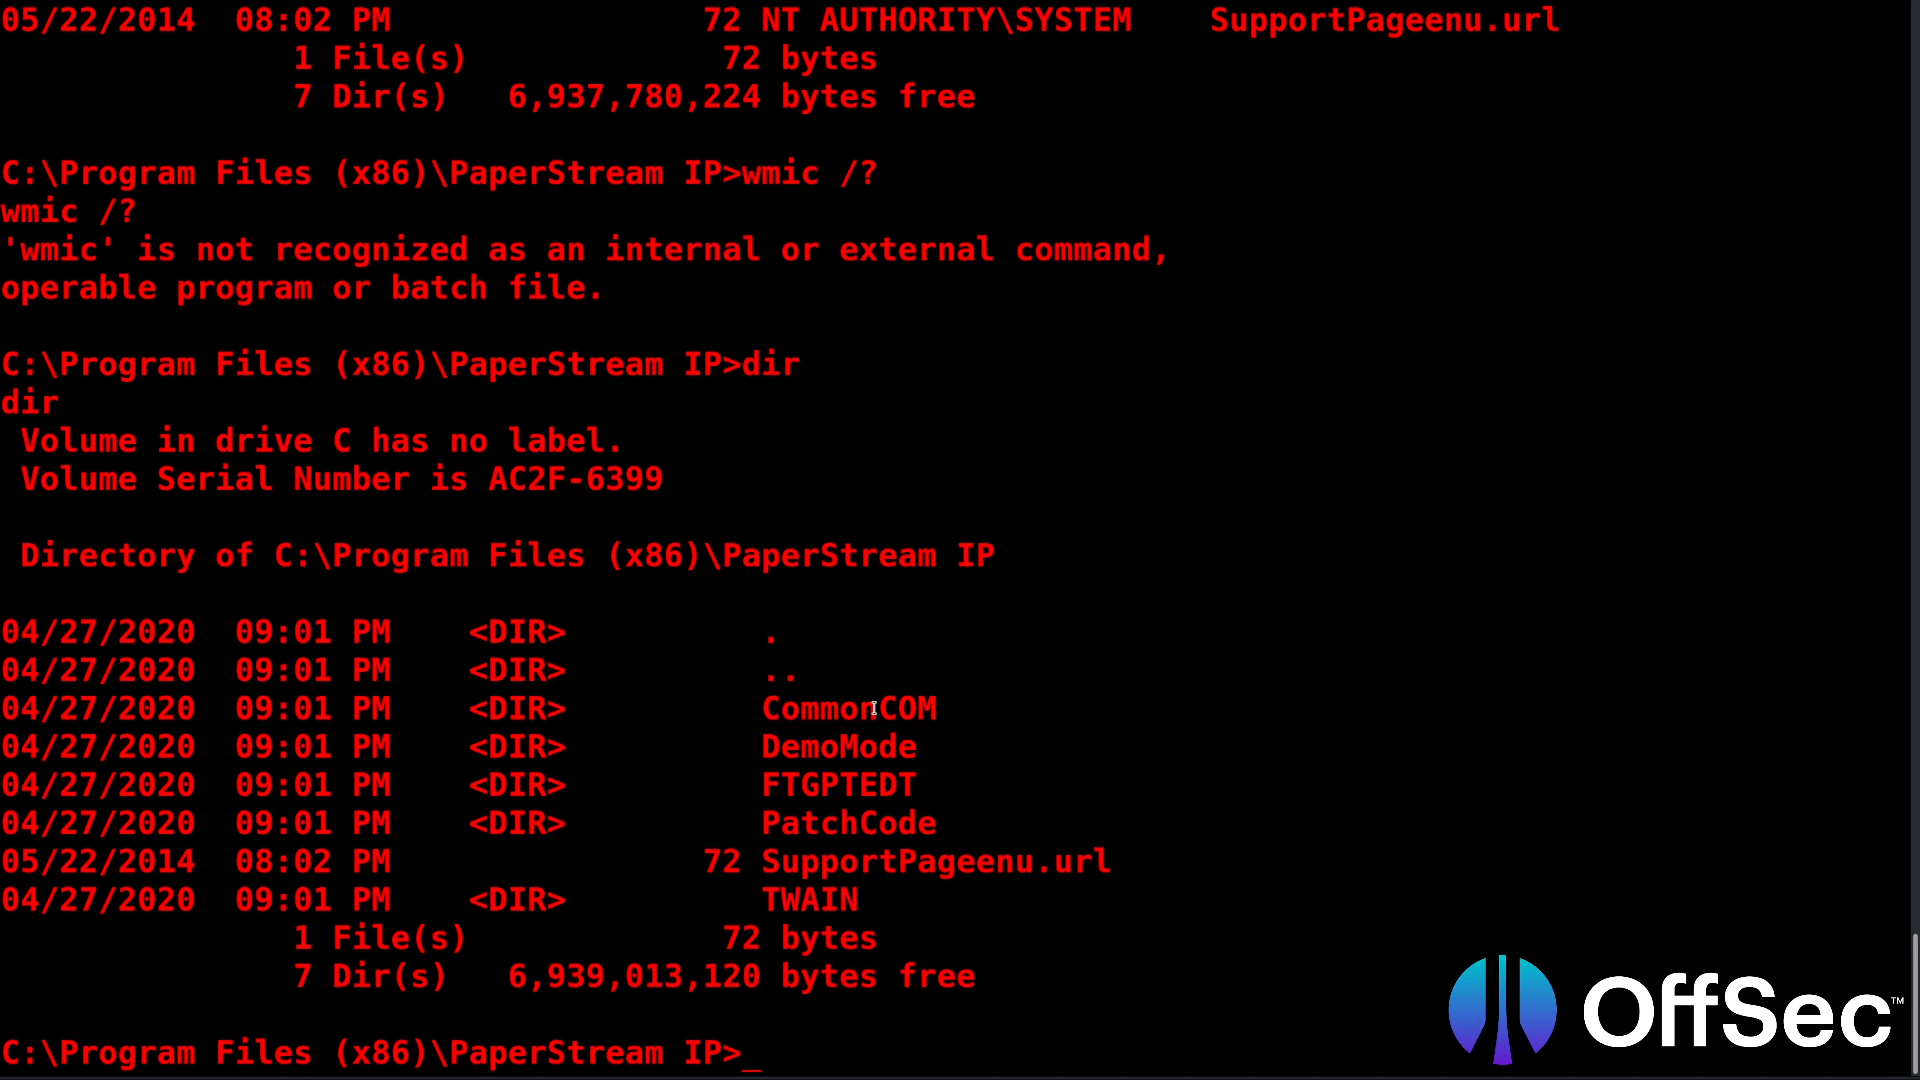 05/22/2014  08:02 PM                72 NT AUTHORITY\SYSTEM    SupportPageenu.url
               1 File(s)             72 bytes
               7 Dir(s)   6,937,780,224 bytes free
C:\Program Files (x86)\PaperStream IP>wmic /?
wmic /?
'wmic' is not recognized as an internal or external command,
operable program or batch file.
C:\Program Files (x86)\PaperStream IP>dir
dir
 Volume in drive C has no label.
 Volume Serial Number is AC2F-6399
 Directory of C:\Program Files (x86)\PaperStream IP
04/27/2020  09:01 PM    <DIR>          .
04/27/2020  09:01 PM    <DIR>          ..
04/27/2020  09:01 PM    <DIR>          CommonCOM
04/27/2020  09:01 PM    <DIR>          DemoMode
04/27/2020  09:01 PM    <DIR>          FTGPTEDT
04/27/2020  09:01 PM    <DIR>          PatchCode
05/22/2014  08:02 PM                72 SupportPageenu.url
04/27/2020  09:01 PM    <DIR>          TWAIN
               1 File(s)             72 bytes
               7 Dir(s)   6,939,013,120 bytes free
C:\Program Files (x86)\PaperStream IP>_
OffSec™